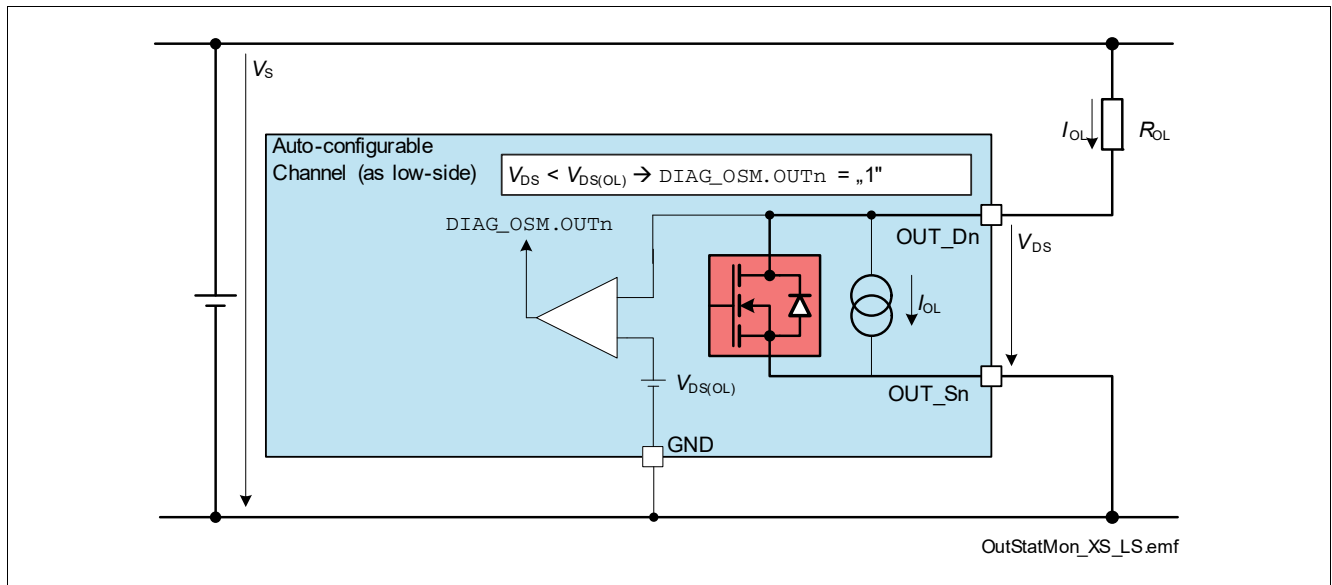 VS
Auto-configurable
Channel (as low-side)
VDS < VDS(OL) → DIAG_OSM.OUTn = „1"
IOL
ROL
DIAG_OSM.OUTn
OUT_Dn
VDS
IOL
VDS(OL)
OUT_Sn
GND
OutStatMon_XS_LS.emf